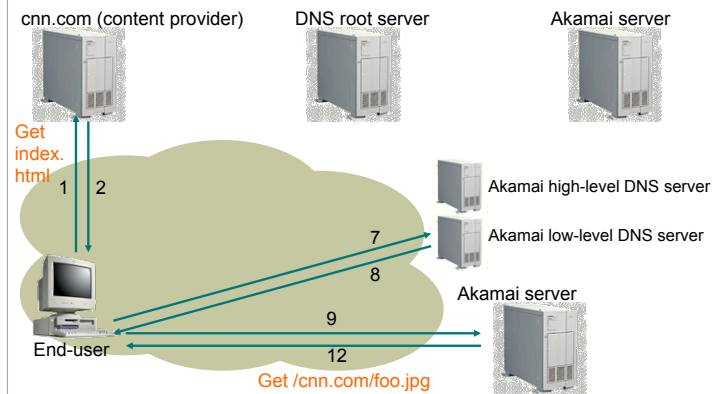 cnn.com (content provider)
DNS root server
Akamai server
Get
index.
html
1
2
Akamai high-level DNS server
7
Akamai low-level DNS server
8
Akamai server
9
End-user
12
Get /cnn.com/foo.jpg